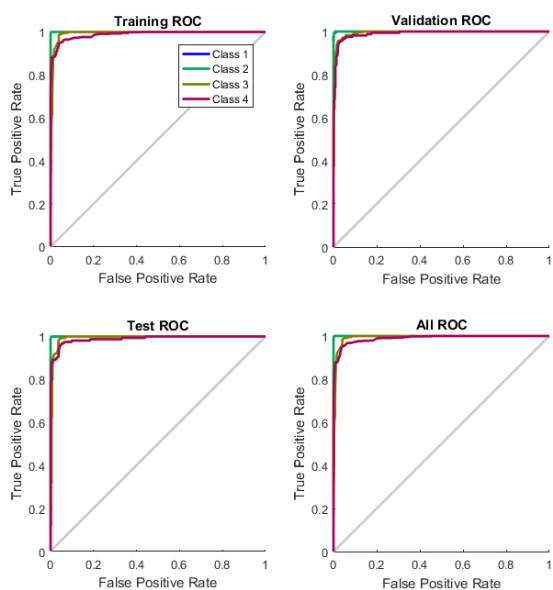 Training ROC
1
0.8
0.6
0.4
0.2
0
True Positive Rate
Class 1
Class 2
Class 3
Class 4
0 0.2 0.4 0.6 0.8 1
False Positive Rate
Validation ROC
1
0.8
0.6
0.4
0.2
0
True Positive Rate
0 0.2 0.4 0.6 0.8 1
False Positive Rate
Test ROC
1
0.8
0.6
0.4
0.2
0
True Positive Rate
0 0.2 0.4 0.6 0.8 1
False Positive Rate
All ROC
1
0.8
0.6
0.4
0.2
0
True Positive Rate
0 0.2 0.4 0.6 0.8 1
False Positive Rate